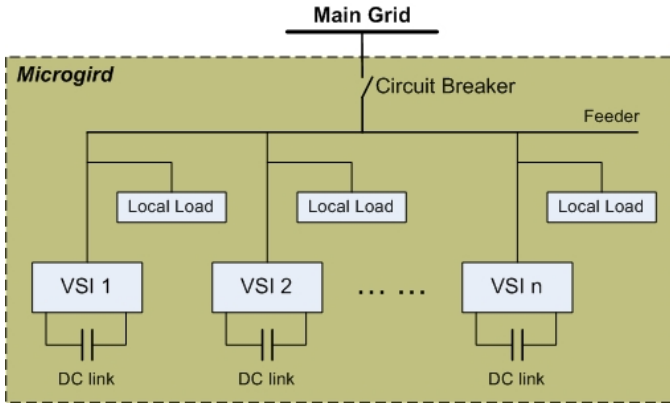 Main Grid
Microgird
Circuit Breaker
Feeder
Local Load
Local Load
Local Load
VSI 1
VSI 2
... ...
VSI n
DC link
DC link
DC link